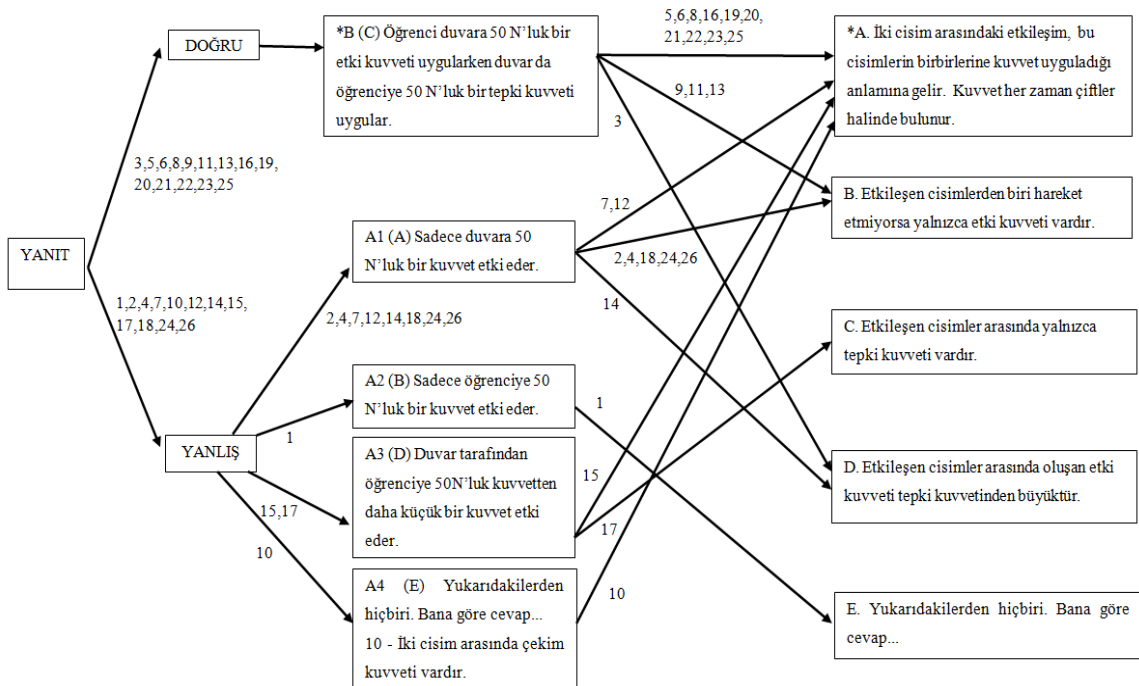 DOĞRU
*B (C) Öğrenci duvara 50 N’luk bir
etki kuvveti uygularken duvar da
öğrenciye 50 N’luk bir tepki kuvveti
uygular.
5,6,8,16,19,20,
21,22,23,25
*A. İki cisim arasındaki etkileşim, bu
cisimlerin birbirlerine kuvvet uyguladığı
anlamına gelir. Kuvvet her zaman çiftler
halinde bulunur.
9,11,13
3
3,5,6,8,9,11,13,16,19,
20,21,22,23,25
7,12
B. Etkileşen cisimlerden biri hareket
etmiyorsa yalnızca etki kuvveti vardır.
YANIT
A1 (A) Sadece duvara 50
N’luk bir kuvvet etki eder.
2,4,18,24,26
1,2,4,7,10,12,14,15,
17,18,24,26
14
2,4,7,12,14,18,24,26
C. Etkileşen cisimler arasında yalnızca
tepki kuvveti vardır.
A2 (B) Sadece öğrenciye 50
N’luk bir kuvvet etki eder.
1
YANLIŞ
1
A3 (D) Duvar tarafından
öğrenciye 50N’luk kuvvetten
daha küçük bir kuvvet etki
eder.
15
D. Etkileşen cisimler arasında oluşan etki
kuvveti tepki kuvvetinden büyüktür.
15,17
17
10
A4 (E) Yukarıdakilerden
hiçbiri. Bana göre cevap...
10 - İki cisim arasında çekim
kuvveti vardır.
10
E. Yukarıdakilerden hiçbiri. Bana göre
cevap...